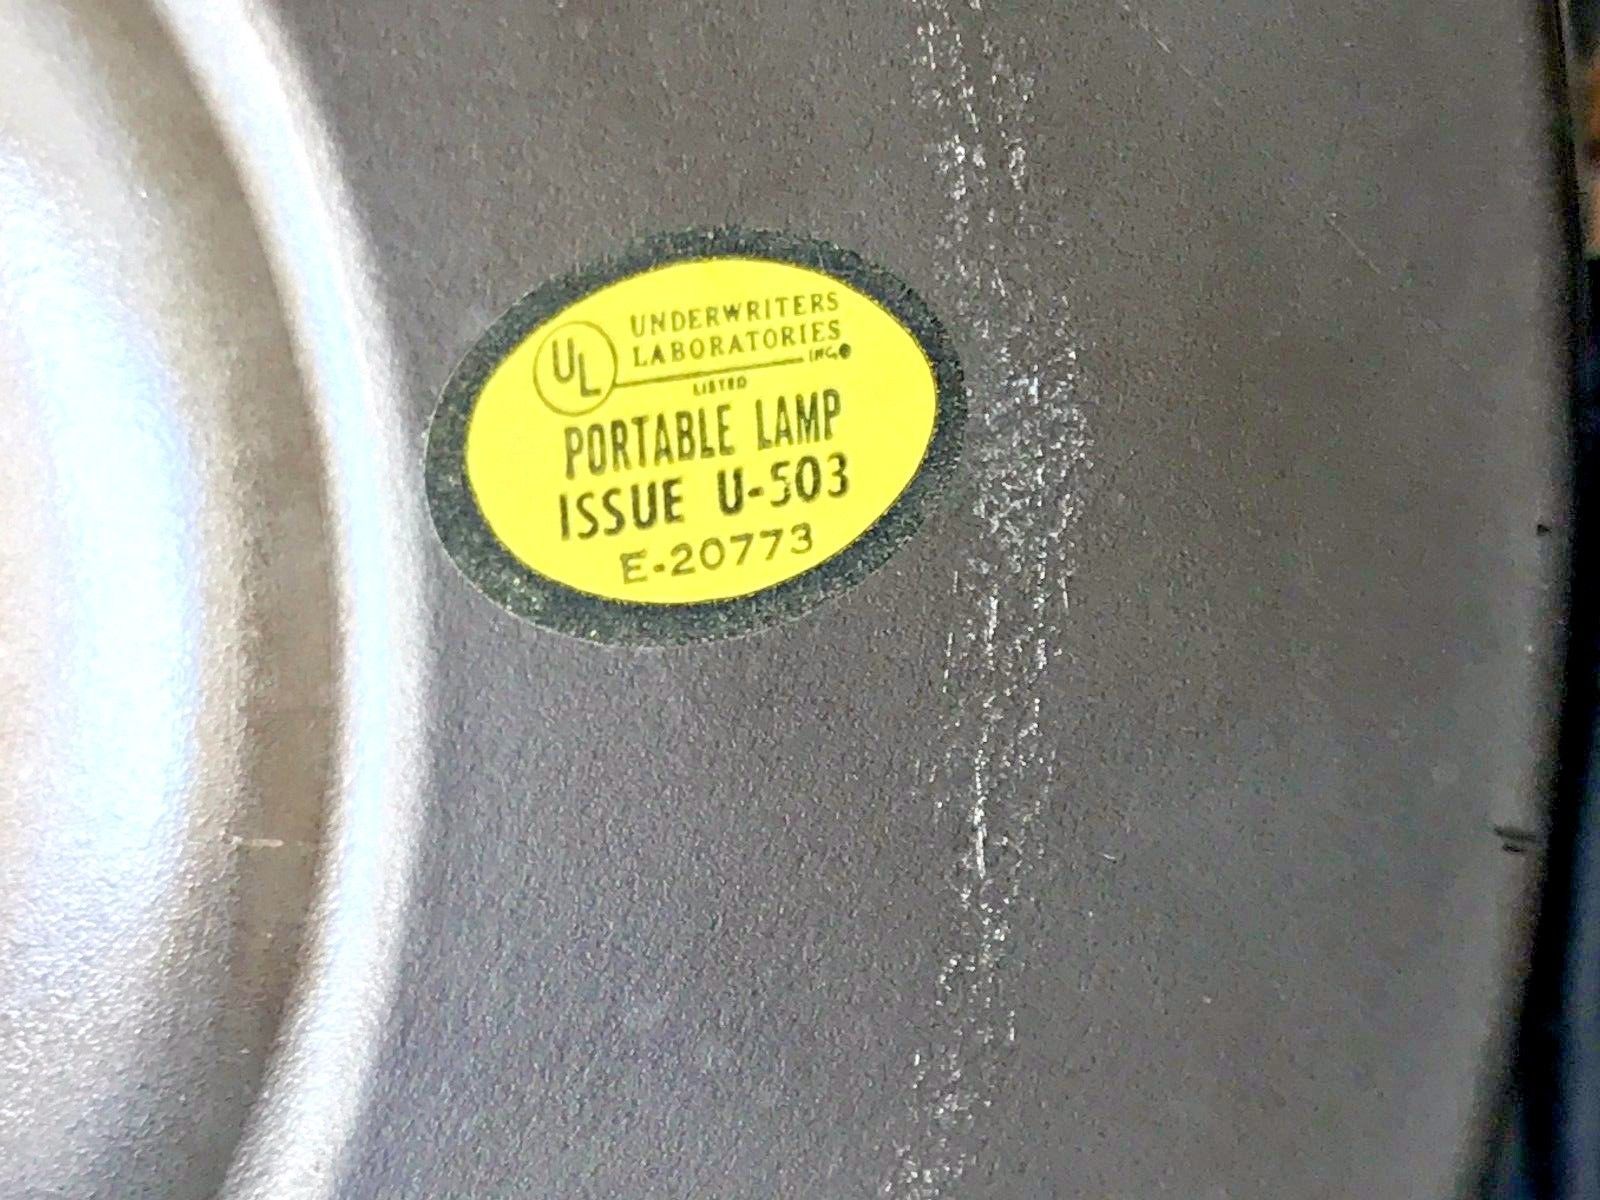 UL
UNDERWRITERS
LABORATORIES
INC.®
LISTED
PORTABLE LAMP
ISSUE U-503
E-20773